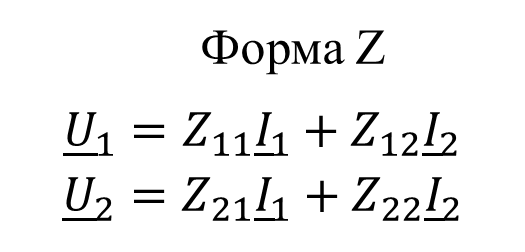 Форма Z
U₁ = Z₁₁I₁ + Z₁₂I₂
U₂ = Z₂₁I₁ + Z₂₂I₂